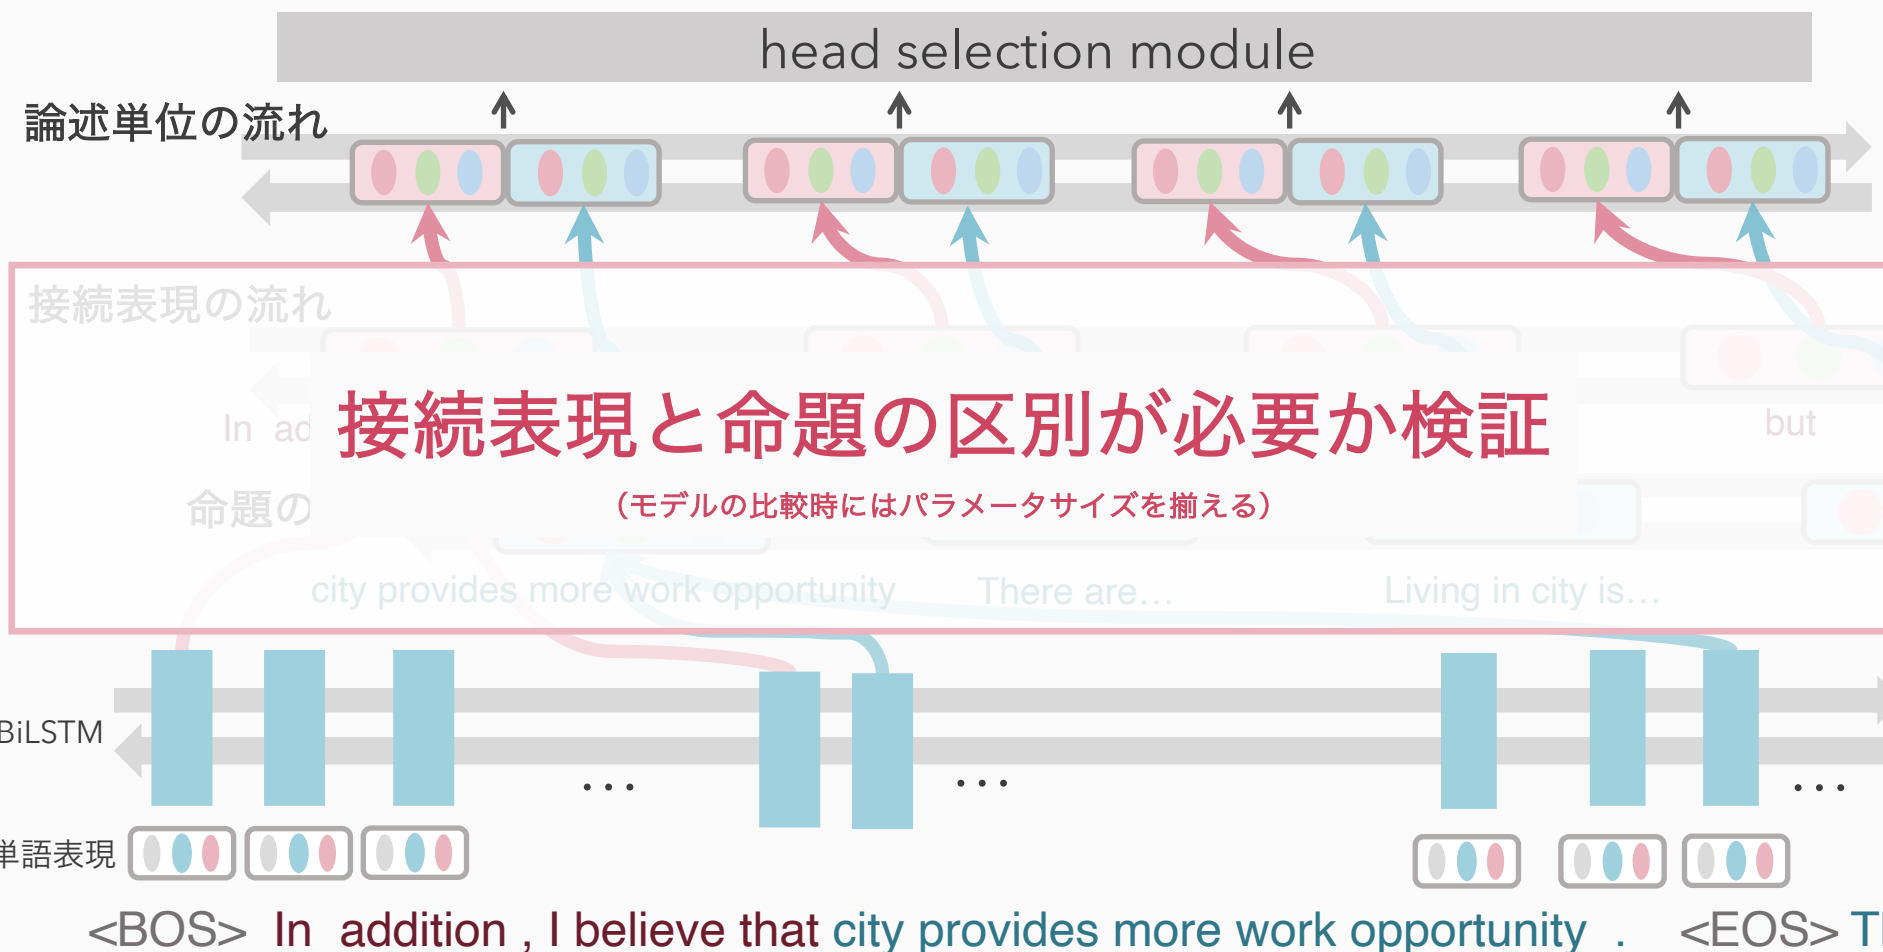 head selection module
論述単位の流れ
接続表現の流れ
接続表現と命題の区別が必要か検証
In ad
but
(モデルの比較時にはパラメータサイズを揃える)
命題の
city provides more work opportunity
There are…
Living in city is…
BiLSTM
…
…
…
単語表現
<BOS> In addition , I believe that city provides more work opportunity . <EOS> Th